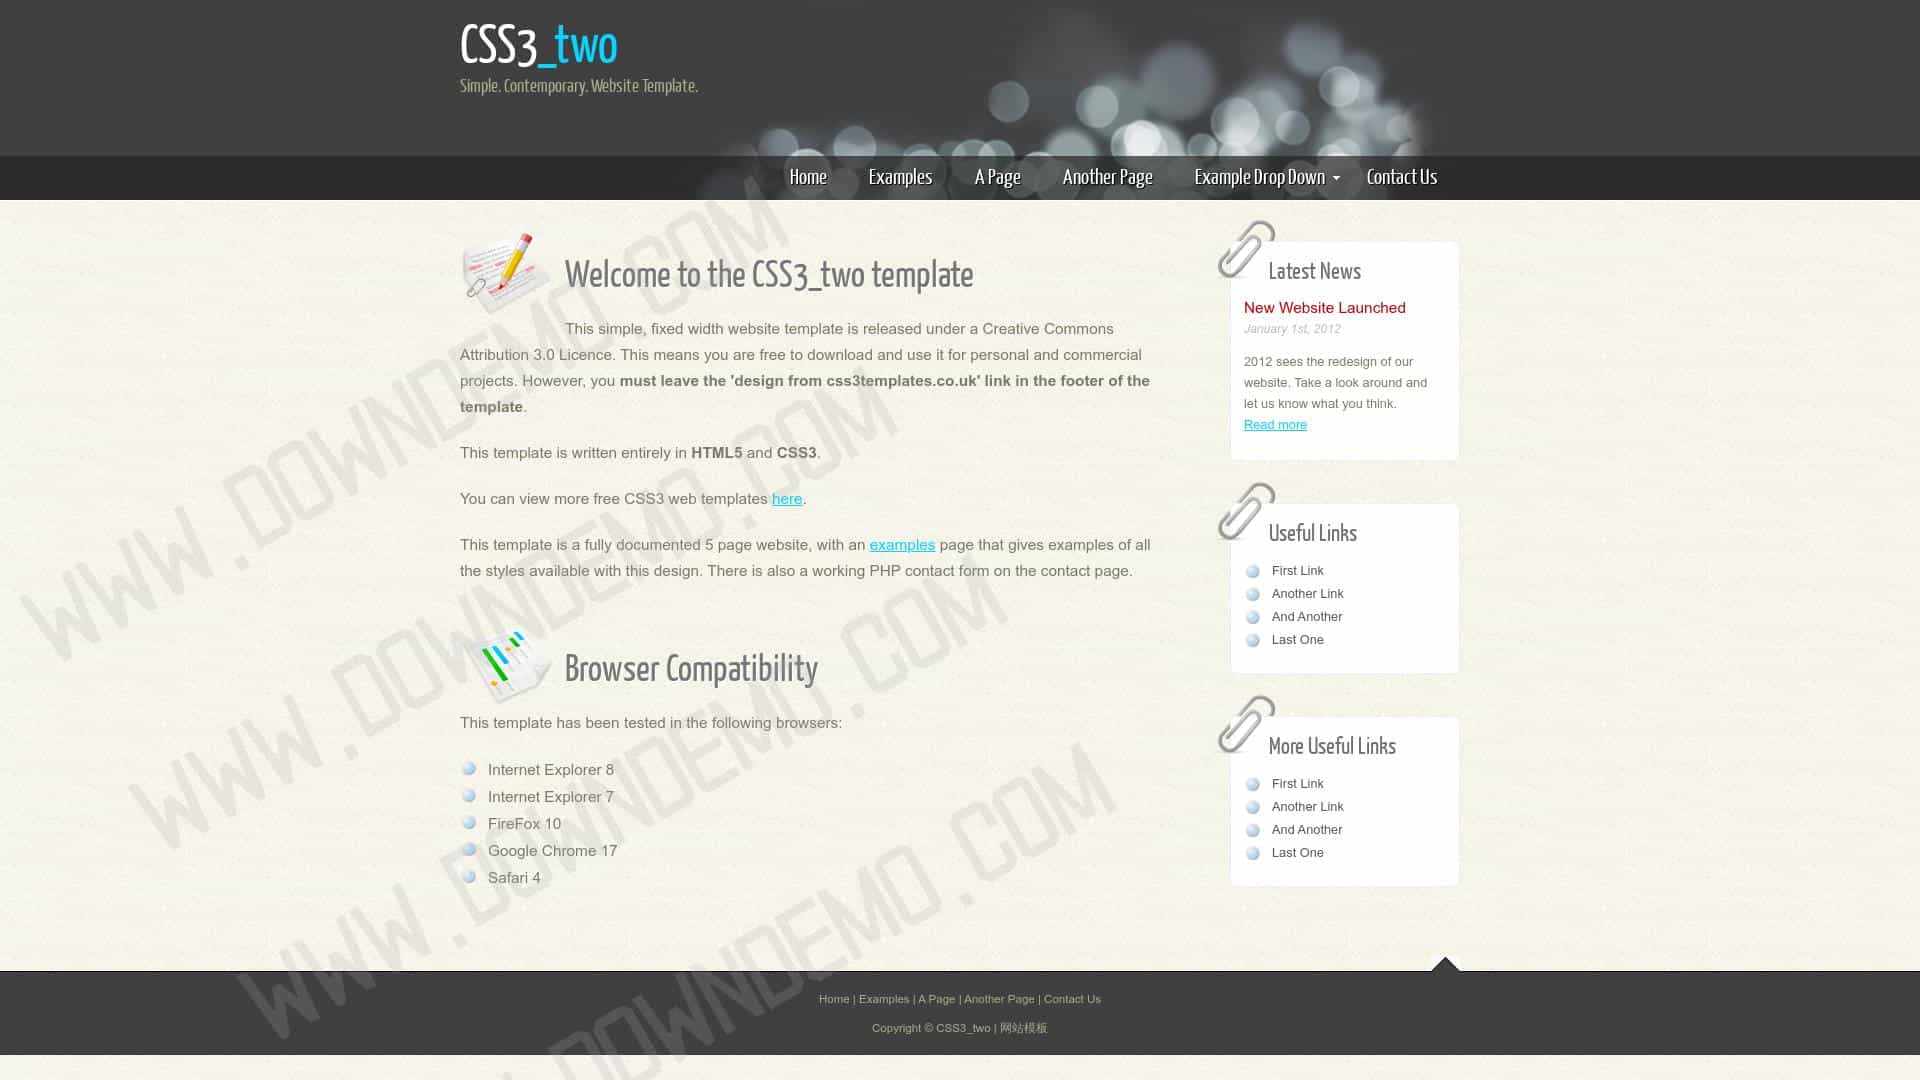 CSS3_two
Simple. Contemporary. Website Template.
Home Examples A Page Another Page Example Drop Down Contact Us
Welcome to the CSS3_two template
This simple, fixed width website template is released under a Creative Commons
Attribution 3.0 Licence. This means you are free to download and use it for personal and commercial
projects. However, you must leave the 'design from css3templates.co.uk' link in the footer of the
template.
This template is written entirely in HTML5 and CSS3.
You can view more free CSS3 web templates here.
This template is a fully documented 5 page website, with an examples page that gives examples of all
the styles available with this design. There is also a working PHP contact form on the contact page.
Browser Compatibility
This template has been tested in the following browsers:
Internet Explorer 8
Internet Explorer 7
FireFox 10
Google Chrome 17
Safari 4
Latest News
New Website Launched
January 1st, 2012
2012 sees the redesign of our
website. Take a look around and
let us know what you think.
Read more
Useful Links
First Link
Another Link
And Another
Last One
More Useful Links
First Link
Another Link
And Another
Last One
Home | Examples | A Page | Another Page | Contact Us
Copyright © CSS3_two | 网站模板
WWW.DOWNDEMO.COM
WWW.DOWNDEMO.COM
WWW.DOWNDEMO.COM
DOWNDEMO.COM